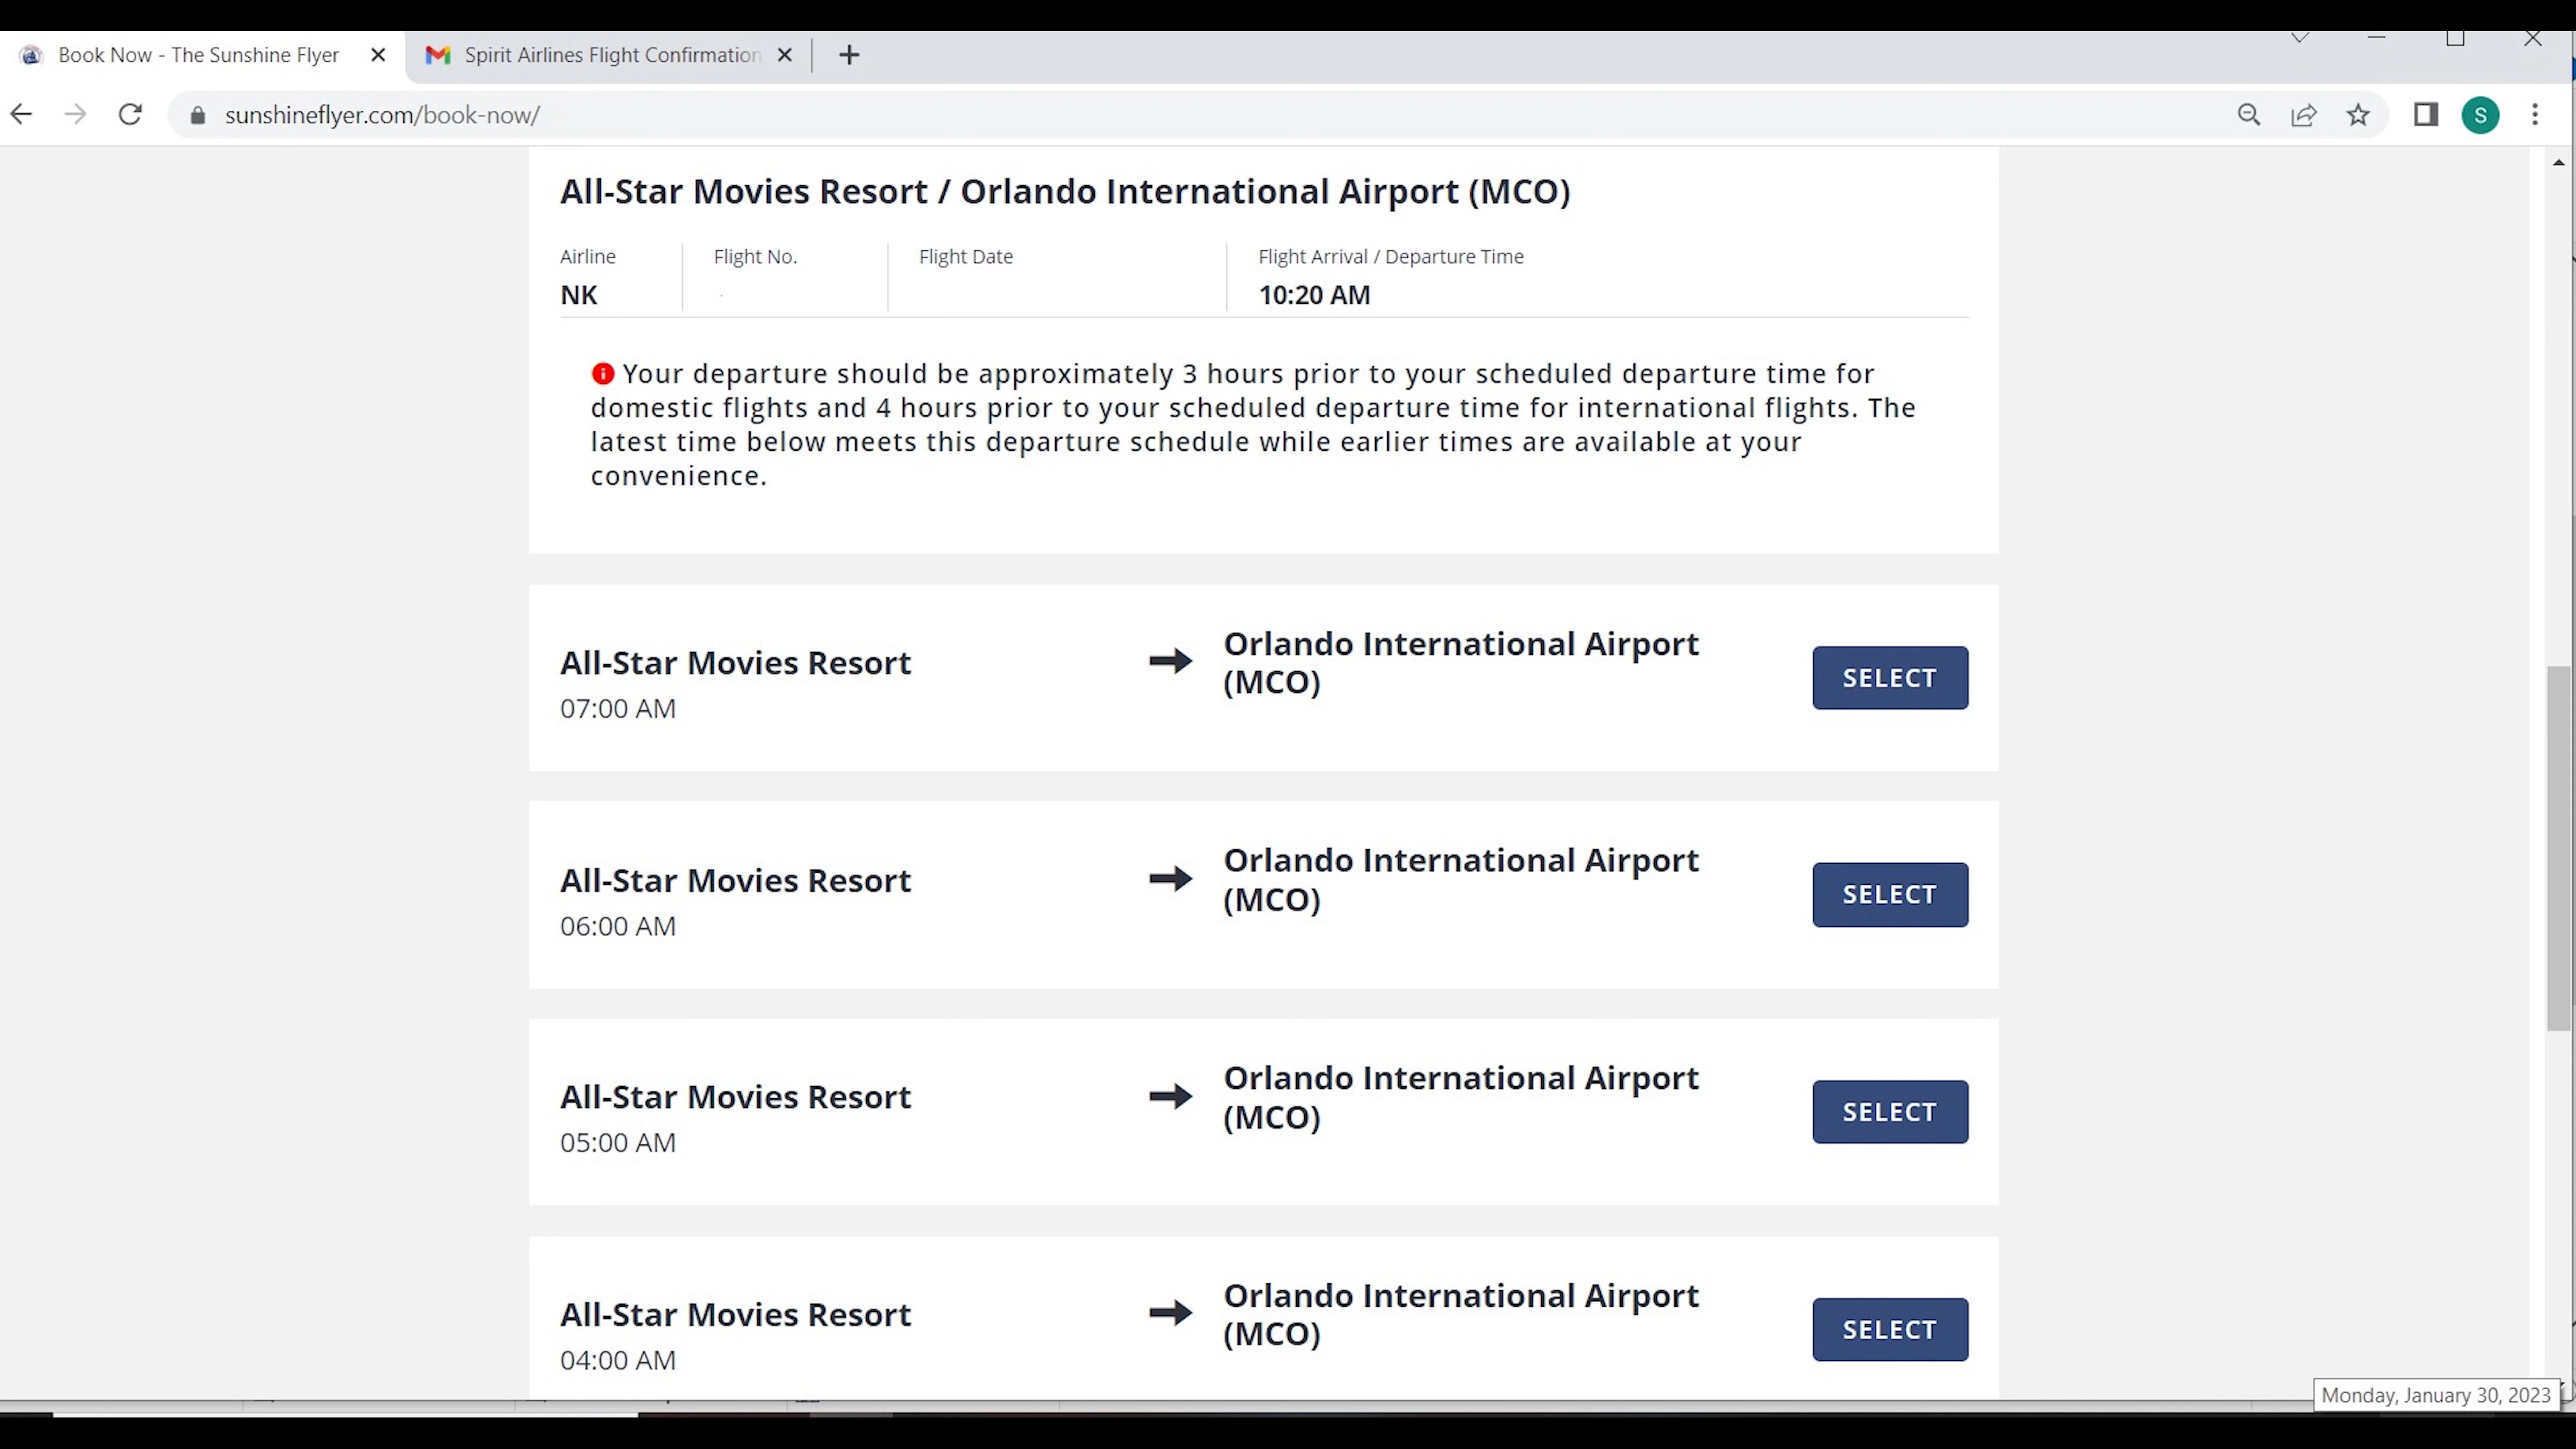 Book Now - The Sunshine Flyer
Spirit Airlines Flight Confirmation
sunshineflyer.com/book-now/
S
All-Star Movies Resort / Orlando International Airport (MCO)
Airline
Flight No.
Flight Date
Flight Arrival / Departure Time
NK
10:20 AM
Your departure should be approximately 3 hours prior to your scheduled departure time for
domestic flights and 4 hours prior to your scheduled departure time for international flights. The
latest time below meets this departure schedule while earlier times are available at your
convenience.
All-Star Movies Resort
07:00 AM
Orlando International Airport
(MCO)
SELECT
All-Star Movies Resort
06:00 AM
Orlando International Airport
(MCO)
SELECT
All-Star Movies Resort
05:00 AM
Orlando International Airport
(MCO)
SELECT
All-Star Movies Resort
04:00 AM
Orlando International Airport
(MCO)
SELECT
Monday, January 30, 2023